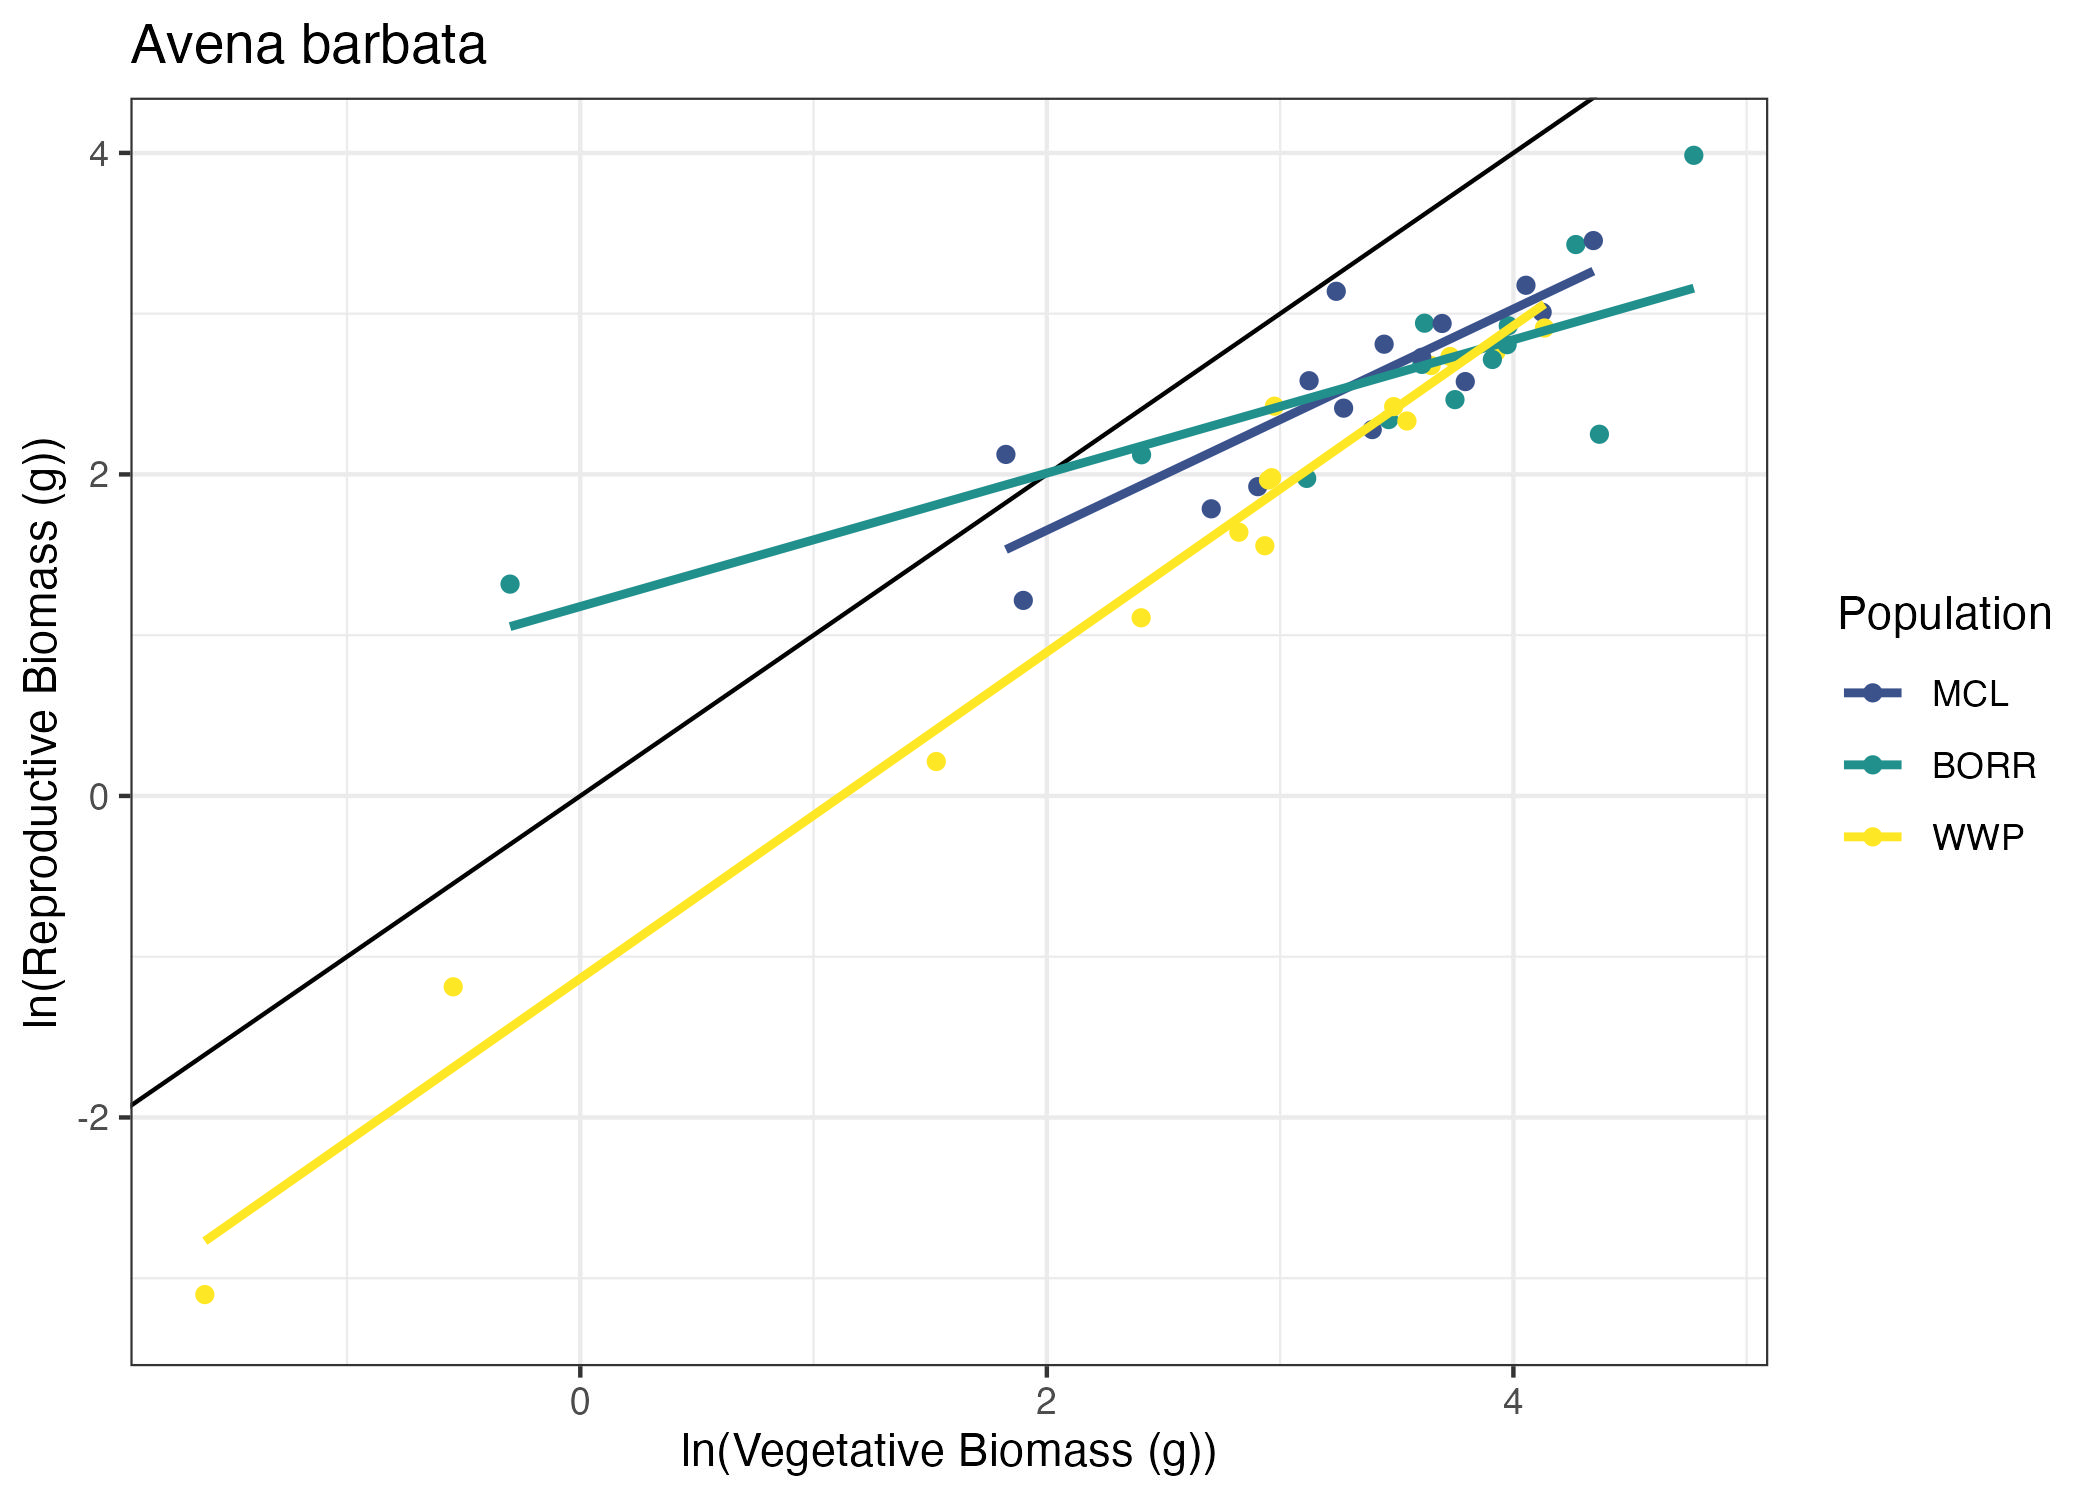 Avena barbata
ln(Reproductive Biomass (g))
4
2
0
-2
0
2
4
ln(Vegetative Biomass (g))
Population
MCL
BORR
WWP